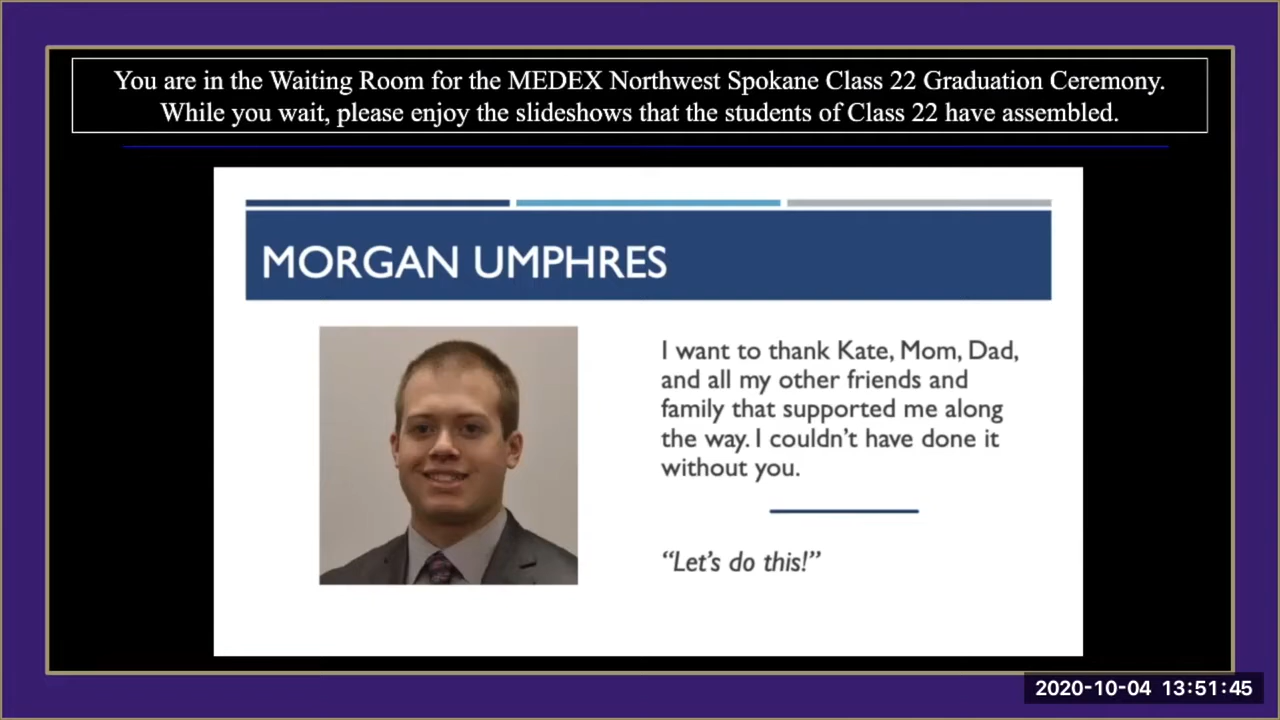 You are in the Waiting Room for the MEDEX Northwest Spokane Class 22 Graduation Ceremony.
While you wait, please enjoy the slideshows that the students of Class 22 have assembled.
MORGAN UMPHRES
I want to thank Kate, Mom, Dad,
and all my other friends and
family that supported me along
the way. I couldn’t have done it
without you.
“Let’s do this!”
2020-10-04 13:51:45